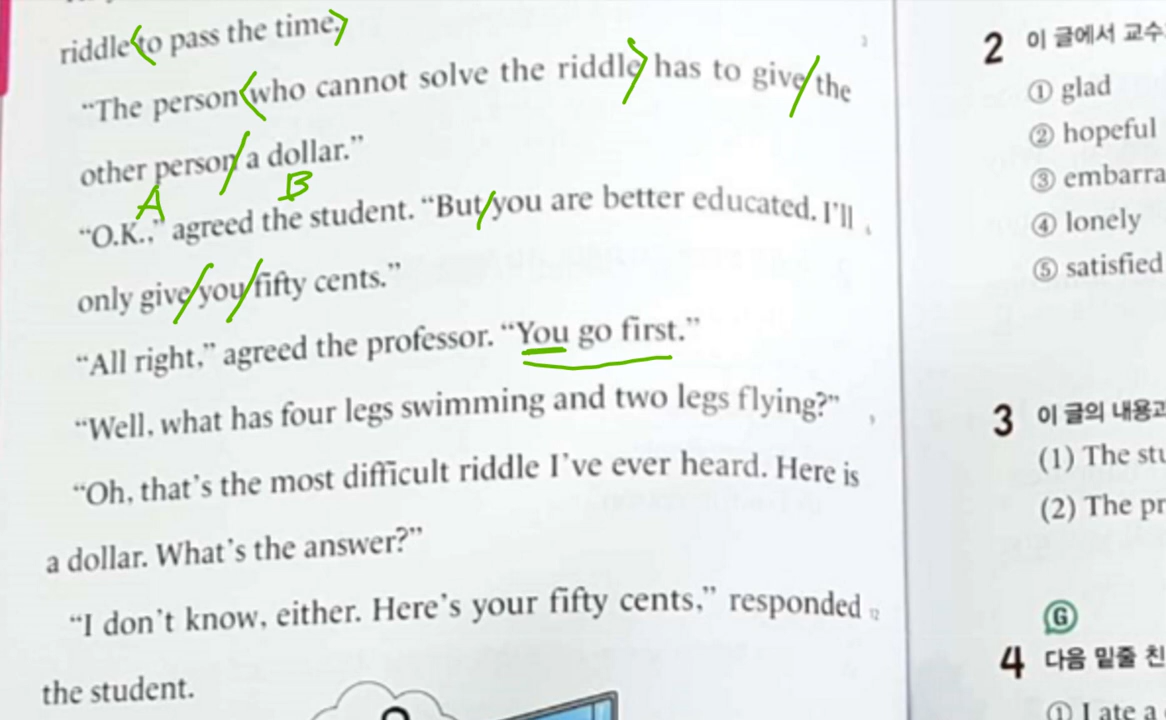 riddle to pass the time.
“The person who cannot solve the riddle has to give the
other person a dollar.”
A B
“O.K.,” agreed the student. “But you are better educated. I’ll
only give you fifty cents.”
“All right,” agreed the professor. “You go first.”
“Well, what has four legs swimming and two legs flying?”
“Oh, that’s the most difficult riddle I’ve ever heard. Here is
a dollar. What’s the answer?”
“I don’t know, either. Here’s your fifty cents,” responded
12
the student.
2 이 글에서 교수
① glad
② hopeful
③ embarra
④ lonely
⑤ satisfied
3 이 글의 내용과
(1) The stu
(2) The pr
G
4 다음 밑줄 친
① I ate a